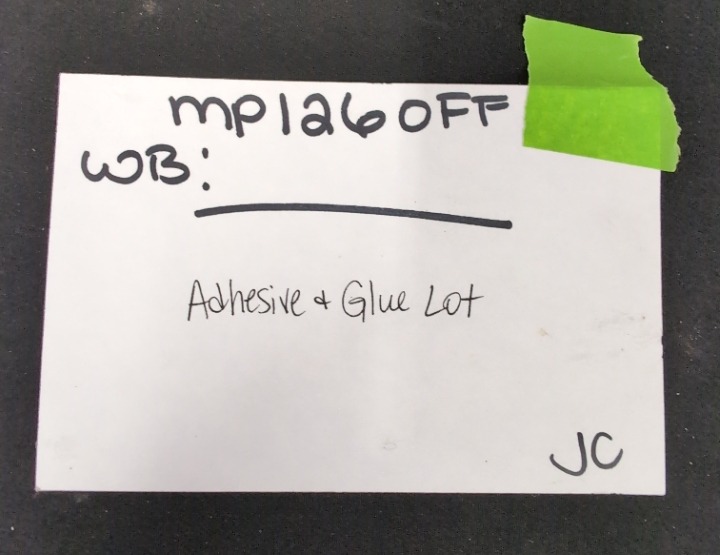 MP1260FF
WB:
Adhesive & Glue Lot
JC